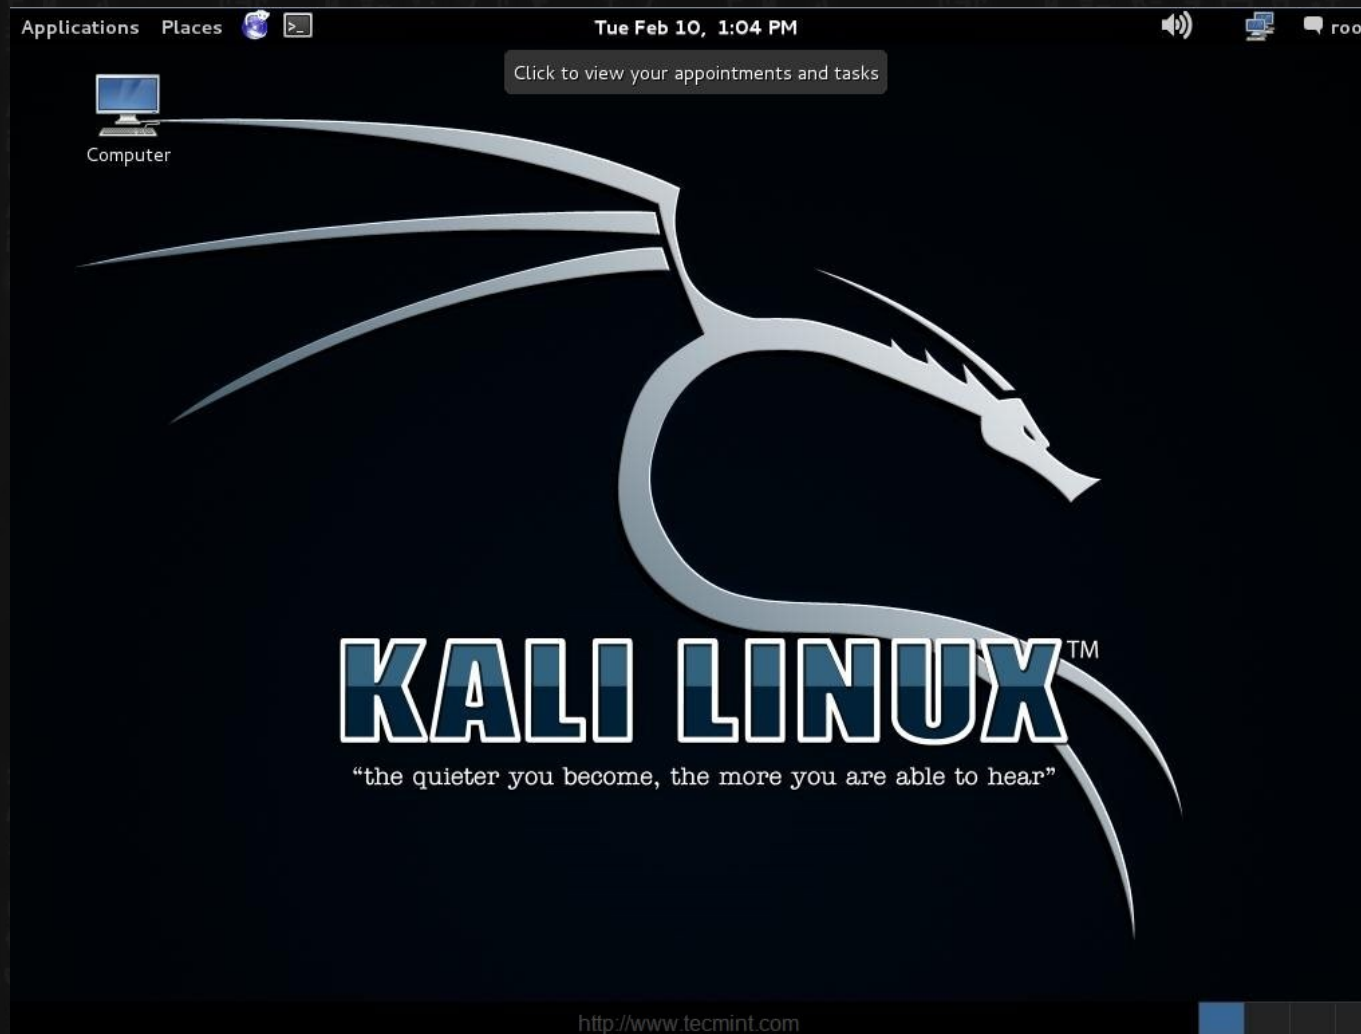 Applications Places Tue Feb 10, 1:04 PM roo
Click to view your appointments and tasks
Computer
KALI LINUX™
“the quieter you become, the more you are able to hear”
http://www.tecmint.com